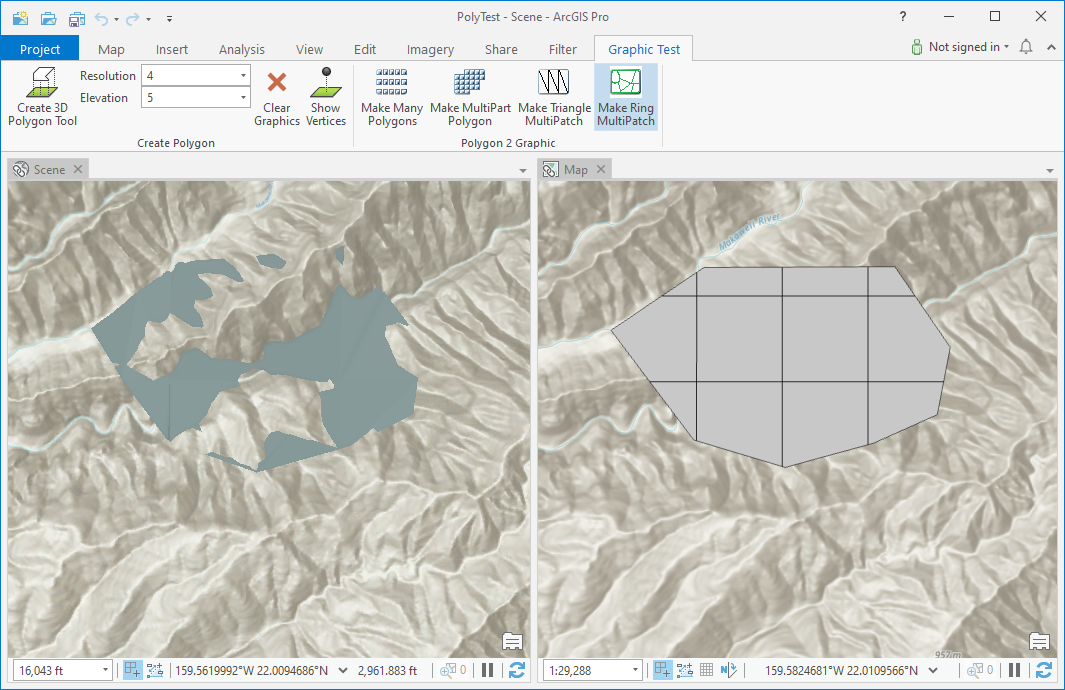 PolyTest - Scene - ArcGIS Pro
?
Project Map Insert Analysis View Edit Imagery Share Filter Graphic Test Not signed in
Resolution 4
Elevation 5
Create 3D
Polygon Tool
Clear
Graphics
Show
Vertices
Make Many
Polygons
Make MultiPart
Polygon
Make Triangle
MultiPatch
Make Ring
MultiPatch
Create Polygon
Polygon 2 Graphic
Scene
Map
Makaweli River
957m
16,043 ft 159.5619992°W 22.0094686°N 2,961.883 ft 0
1:29,288 N 159.5824681°W 22.0109566°N 0